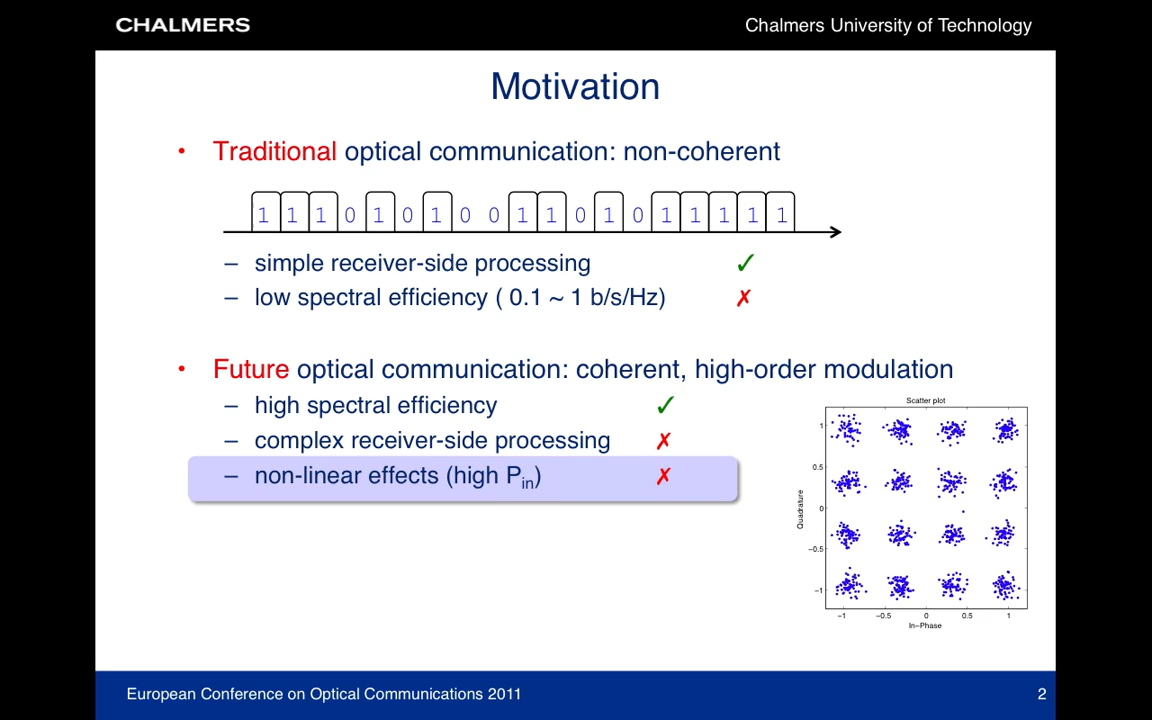 CHALMERS
Chalmers University of Technology
Motivation
• Traditional optical communication: non-coherent
1 1 1 0 1 0 1 0 0 1 1 0 1 0 1 1 1 1 1
– simple receiver-side processing ✓
– low spectral efficiency ( 0.1 ~ 1 b/s/Hz) ✗
• Future optical communication: coherent, high-order modulation
– high spectral efficiency ✓
– complex receiver-side processing ✗
– non-linear effects (high Pin) ✗
Scatter plot
1
0.5
0
−0.5
−1
Quadrature
−1 −0.5 0 0.5 1
In−Phase
European Conference on Optical Communications 2011
2